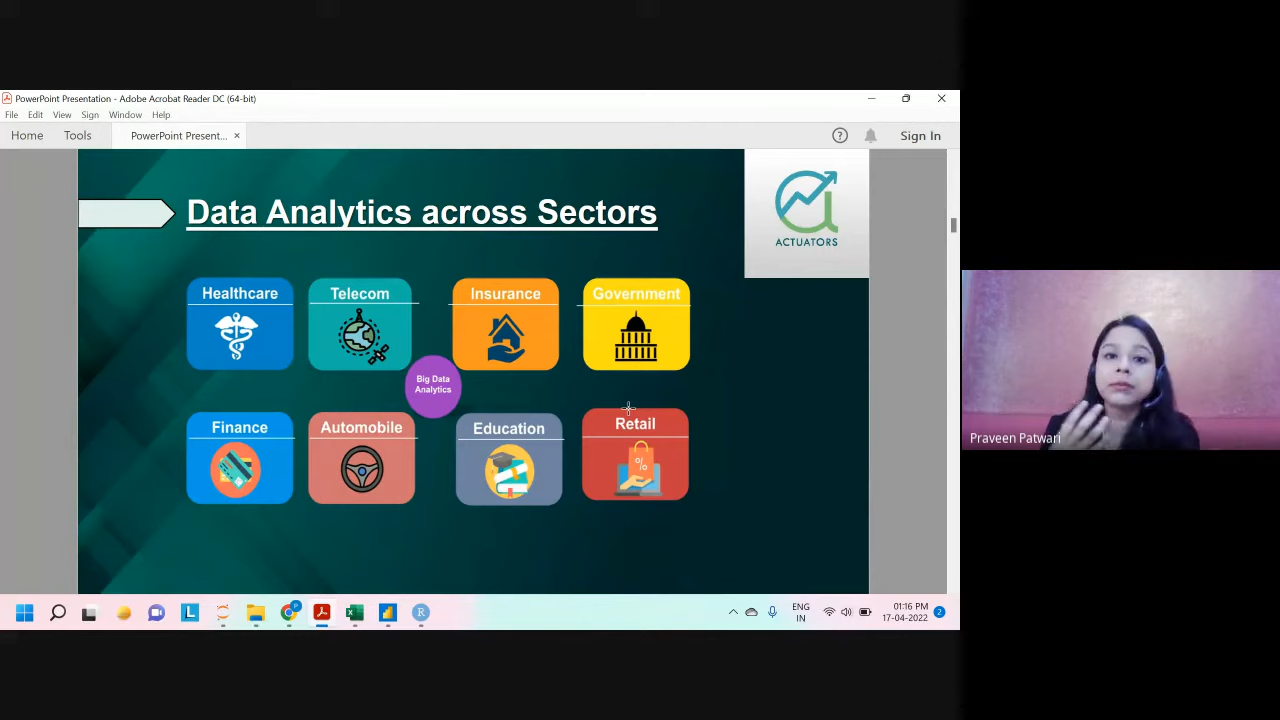 PowerPoint Presentation - Adobe Acrobat Reader DC (64-bit)
File Edit View Sign Window Help
Home Tools PowerPoint Present... × ? Sign In
Data Analytics across Sectors
ACTUATORS
Healthcare Telecom Insurance Government
Big Data
Analytics
Finance Automobile Education Retail
%
Praveen Patwari
L P X R
ENG
IN
01:16 PM
17-04-2022
2